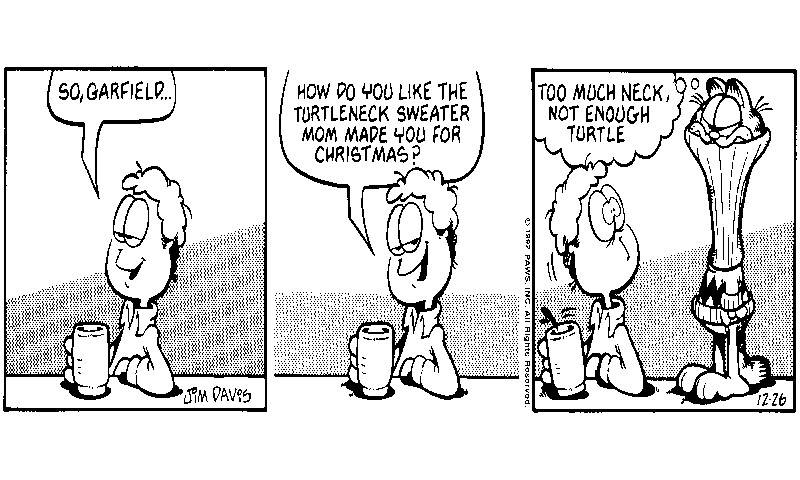 SO, GARFIELD...
JIM DAVIS
HOW DO YOU LIKE THE
TURTLENECK SWEATER
MOM MADE YOU FOR
CHRISTMAS?
TOO MUCH NECK,
NOT ENOUGH
TURTLE
© 1997 PAWS, INC. All Rights Reserved.
12-26